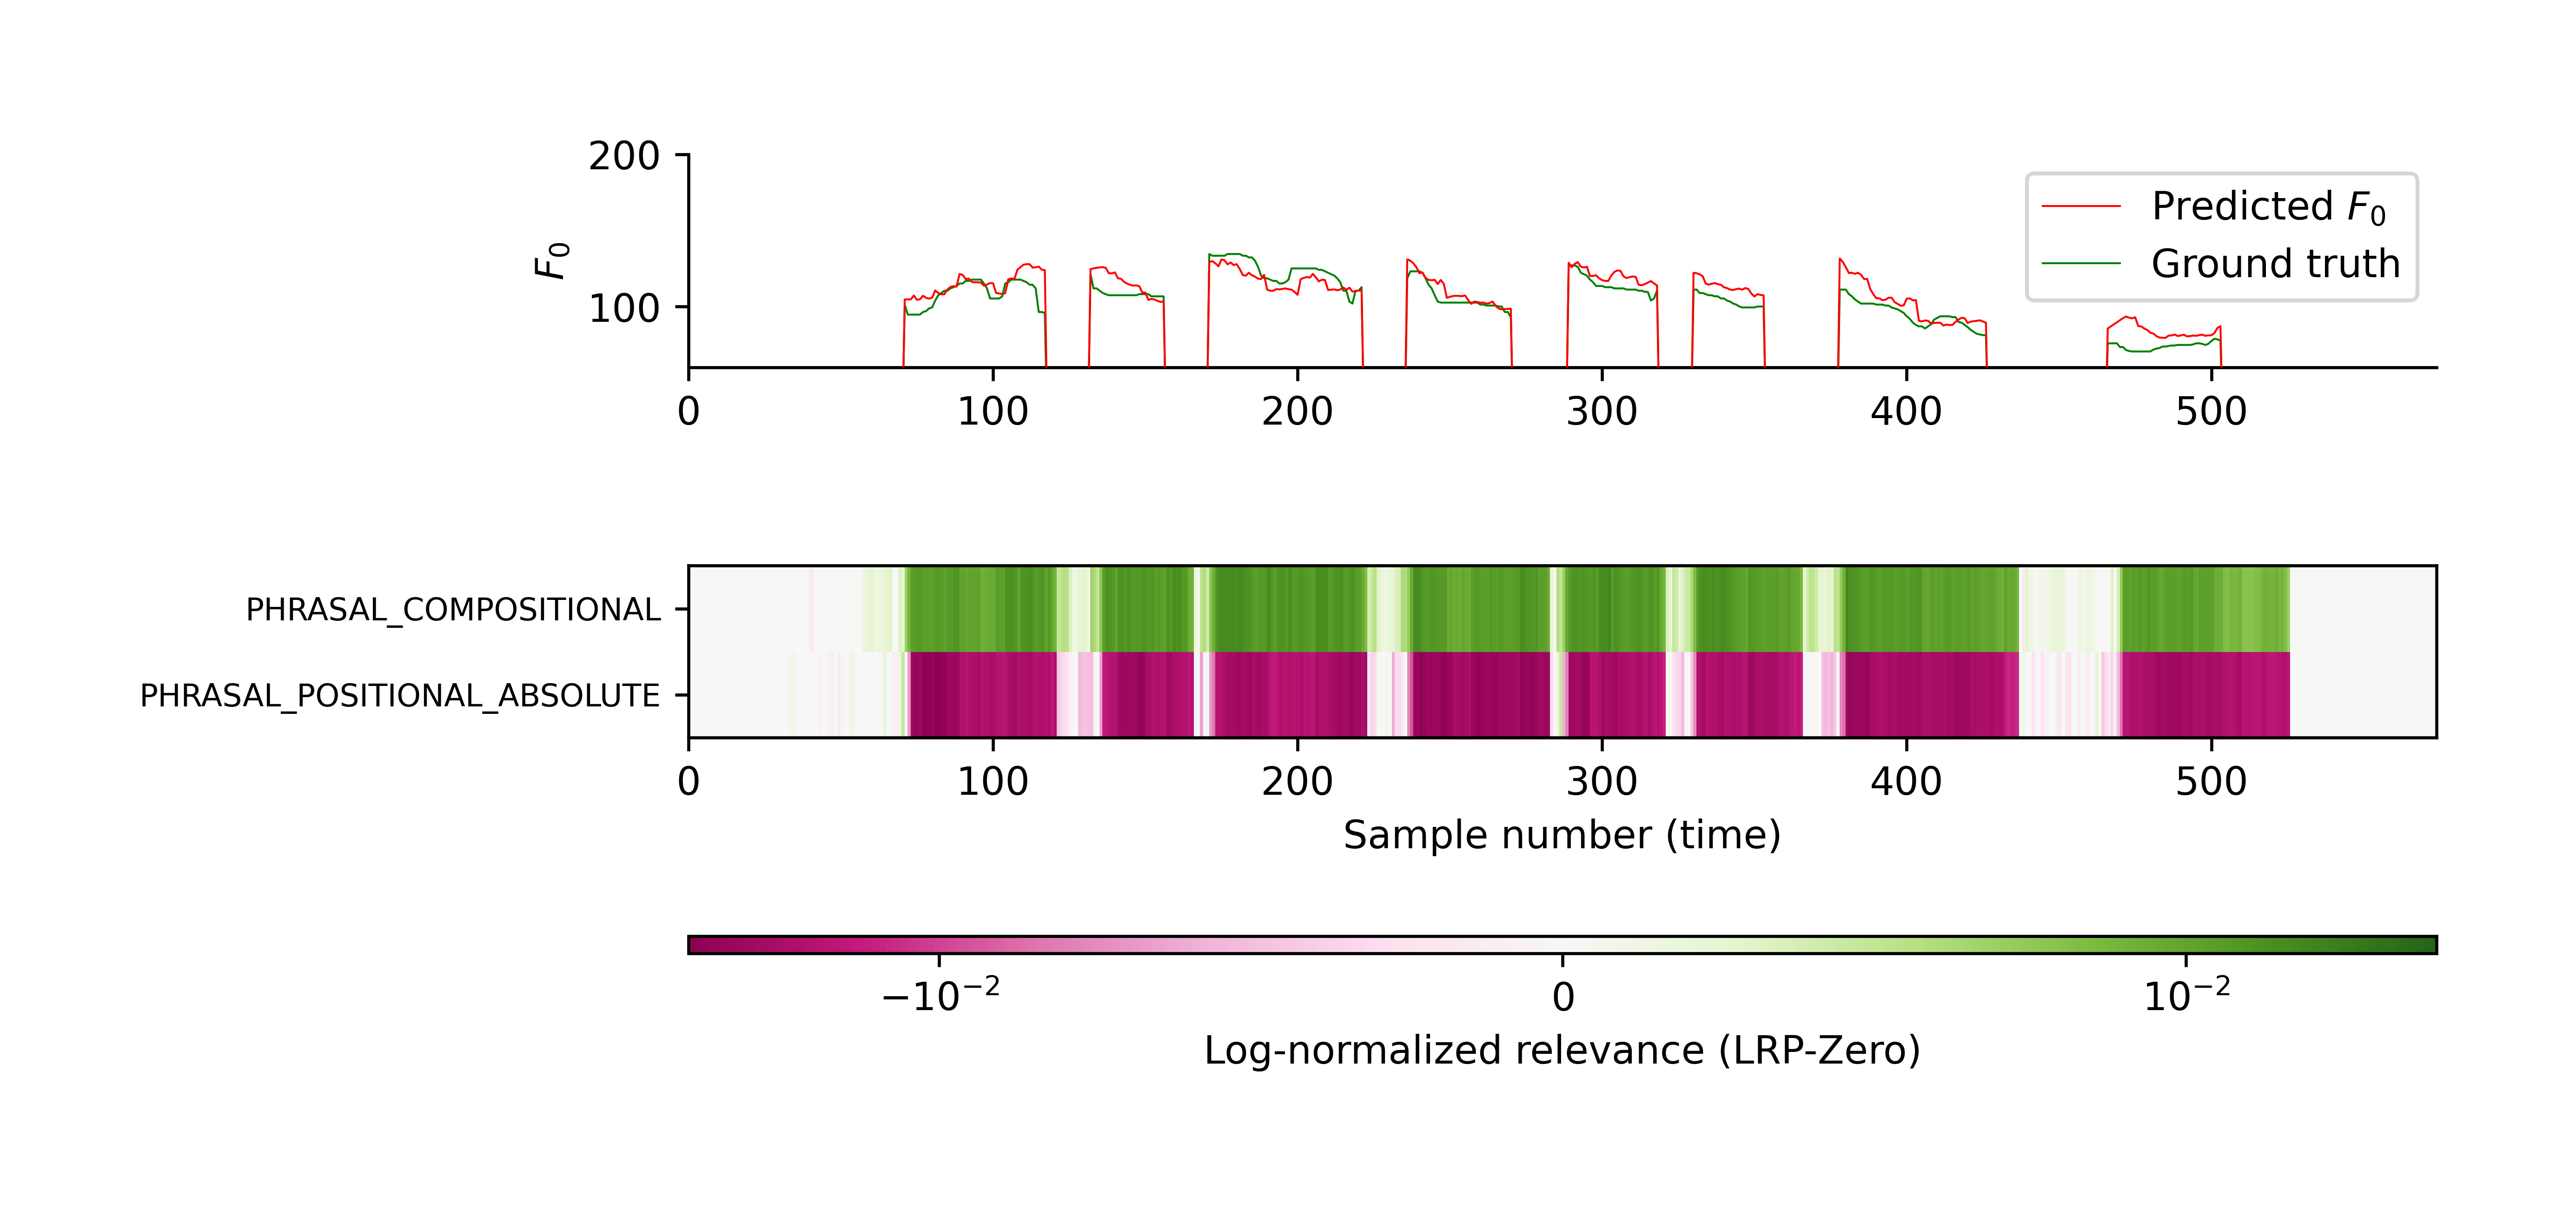 200
100
F₀
Predicted F₀
Ground truth
0 100 200 300 400 500
PHRASAL_COMPOSITIONAL
PHRASAL_POSITIONAL_ABSOLUTE
0 100 200 300 400 500
Sample number (time)
−10⁻² 0 10⁻²
Log-normalized relevance (LRP-Zero)